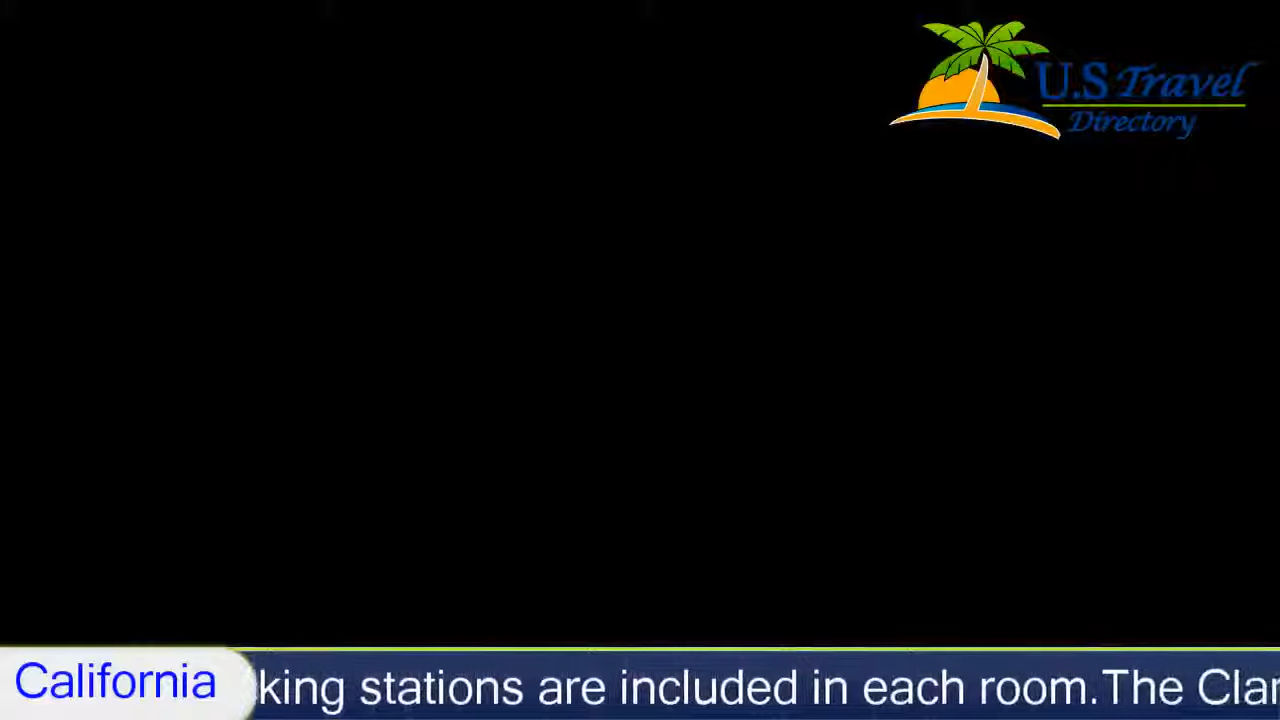 U.S Travel
Directory
California
king stations are included in each room.The Clar